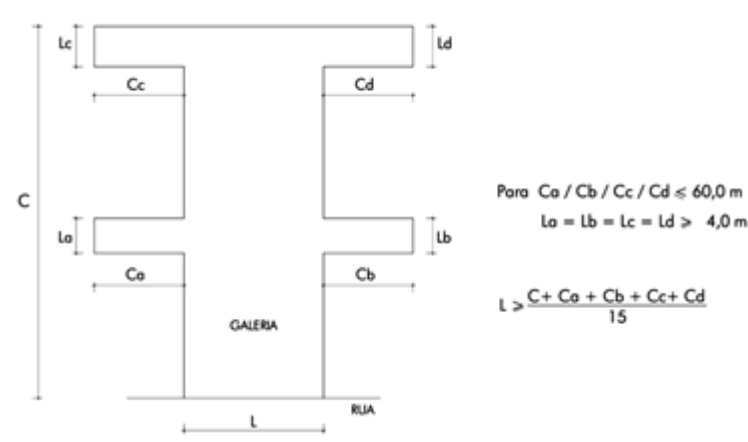 Lc
Ld
Cc
Cd
C
Para Ca / Cb / Cc / Cd ⩽ 60,0 m
La = Lb = Lc = Ld > 4,0 m
La
Lb
Ca
Cb
L > C+ Ca + Cb + Cc+ Cd
15
GALERIA
RUA
L